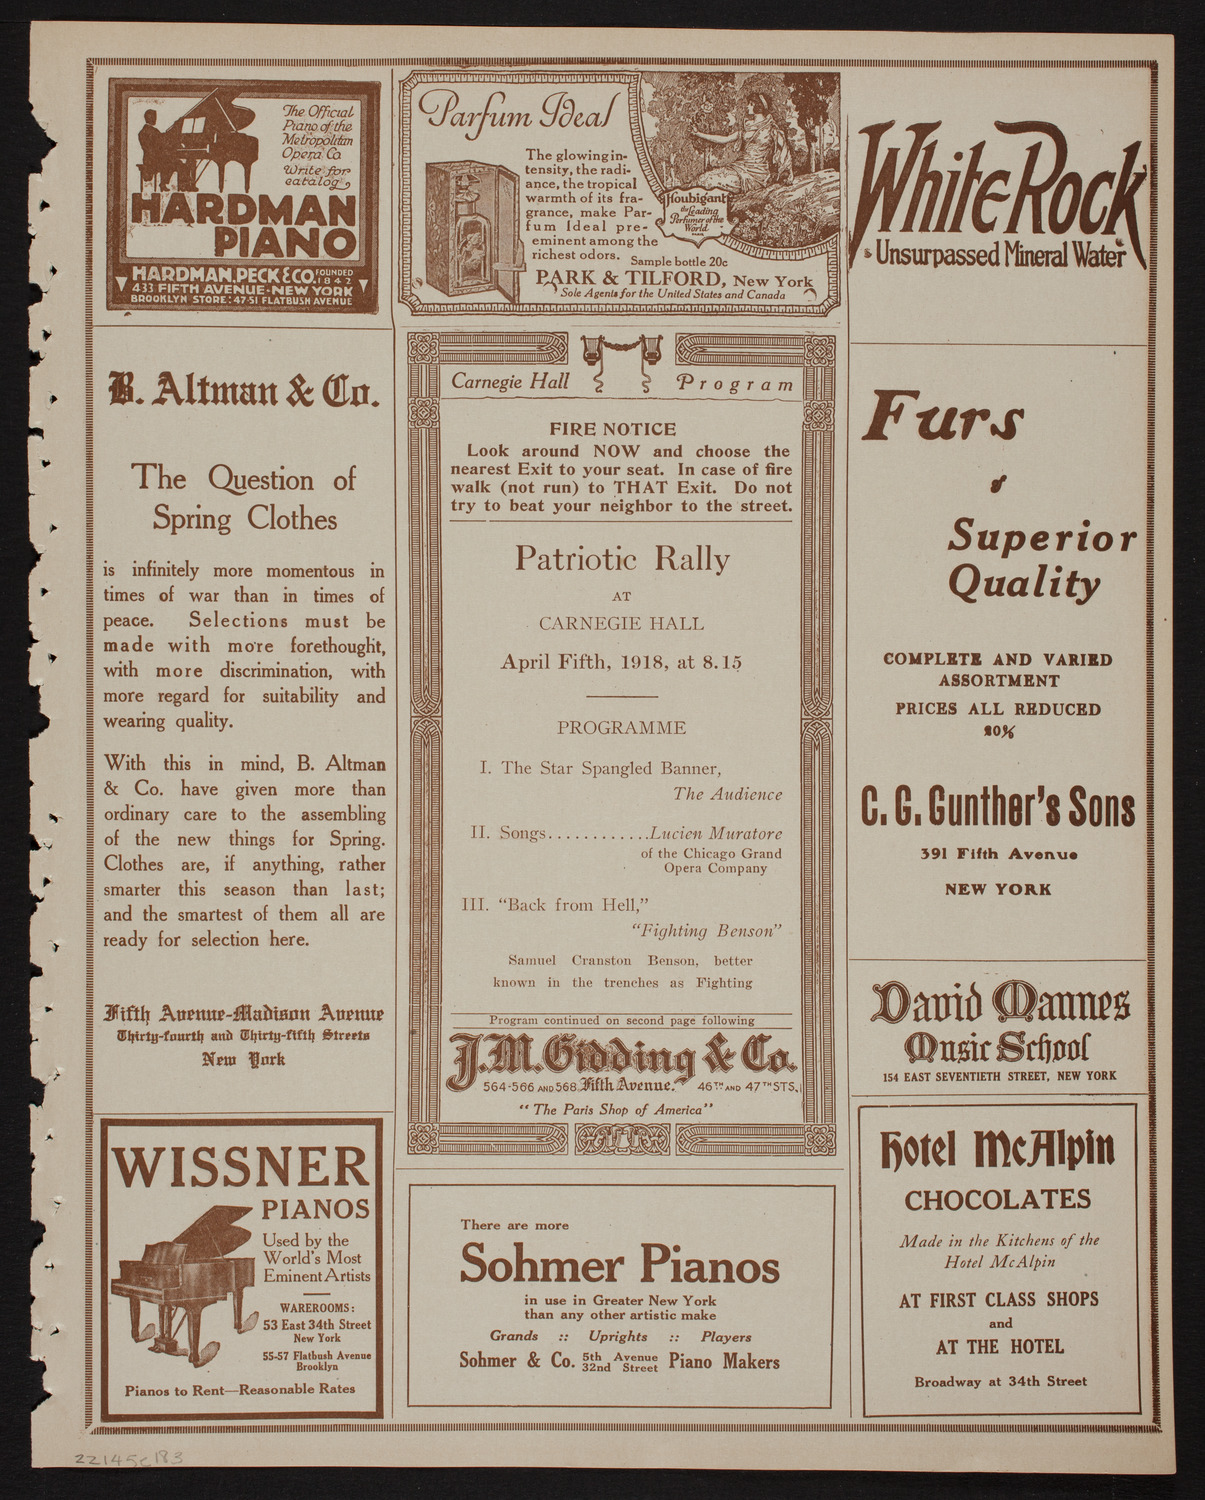 The Official
Piano of the
Metropolitan
Opera Co.
Write for
catalog
HARDMAN
PIANO
HARDMAN, PECK & CO. FOUNDED 1842
433 FIFTH AVENUE · NEW YORK
BROOKLYN STORE: 47-51 FLATBUSH AVENUE
B. Altman & Co.
The Question of
Spring Clothes
is infinitely more momentous in
times of war than in times of
peace. Selections must be
made with more forethought,
with more discrimination, with
more regard for suitability and
wearing quality.
With this in mind, B. Altman
& Co. have given more than
ordinary care to the assembling
of the new things for Spring.
Clothes are, if anything, rather
smarter this season than last;
and the smartest of them all are
ready for selection here.
Fifth Avenue-Madison Avenue
Thirty-fourth and Thirty-fifth Streets
New York
WISSNER
PIANOS
Used by the
World's Most
Eminent Artists
WAREROOMS:
53 East 34th Street
New York
55-57 Flatbush Avenue
Brooklyn
Pianos to Rent—Reasonable Rates
Parfum Ideal
The glowing in-
tensity, the radi-
ance, the tropical
warmth of its fra-
grance, make Par-
fum Ideal pre-
eminent among the
richest odors. Sample bottle 20c
Houbigant
the Leading
Perfumer of the
World
PARIS
PARK & TILFORD, New York
Sole Agents for the United States and Canada
Carnegie Hall Program
FIRE NOTICE
Look around NOW and choose the
nearest Exit to your seat. In case of fire
walk (not run) to THAT Exit. Do not
try to beat your neighbor to the street.
Patriotic Rally
AT
CARNEGIE HALL
April Fifth, 1918, at 8.15
PROGRAMME
I. The Star Spangled Banner,
The Audience
II. Songs............Lucien Muratore
of the Chicago Grand
Opera Company
III. "Back from Hell,"
"Fighting Benson"
Samuel Cranston Benson, better
known in the trenches as Fighting
Program continued on second page following
J. M. Gidding & Co.
564-566 AND 568 Fifth Avenue. 46TH AND 47TH STS.
"The Paris Shop of America"
There are more
Sohmer Pianos
in use in Greater New York
than any other artistic make
Grands :: Uprights :: Players
Sohmer & Co. 5th Avenue 32nd Street Piano Makers
White Rock
Unsurpassed Mineral Water
Furs
of
Superior
Quality
COMPLETE AND VARIED
ASSORTMENT
PRICES ALL REDUCED
20%
C. G. Gunther's Sons
391 Fifth Avenue
NEW YORK
David Mannes
Music School
154 EAST SEVENTIETH STREET, NEW YORK
Hotel McAlpin
CHOCOLATES
Made in the Kitchens of the
Hotel McAlpin
AT FIRST CLASS SHOPS
and
AT THE HOTEL
Broadway at 34th Street
22145c183